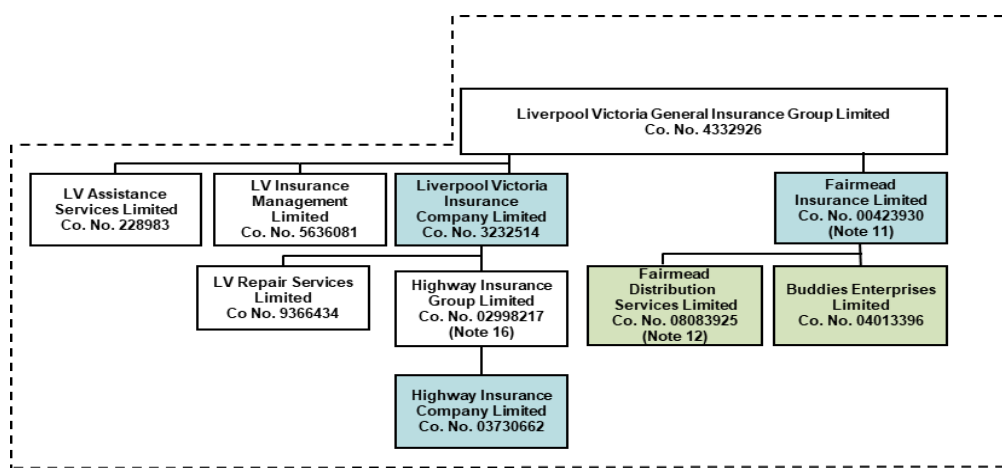 Liverpool Victoria General Insurance Group Limited
Co. No. 4332926
LV Assistance
Services Limited
Co. No. 228983
LV Insurance
Management
Limited
Co. No. 5636081
Liverpool Victoria
Insurance
Company Limited
Co. No. 3232514
Fairmead
Insurance Limited
Co. No. 00423930
(Note 11)
LV Repair Services
Limited
Co No. 9366434
Highway Insurance
Group Limited
Co. No. 02998217
(Note 16)
Fairmead
Distribution
Services Limited
Co. No. 08083925
(Note 12)
Buddies Enterprises
Limited
Co. No. 04013396
Highway Insurance
Company Limited
Co. No. 03730662